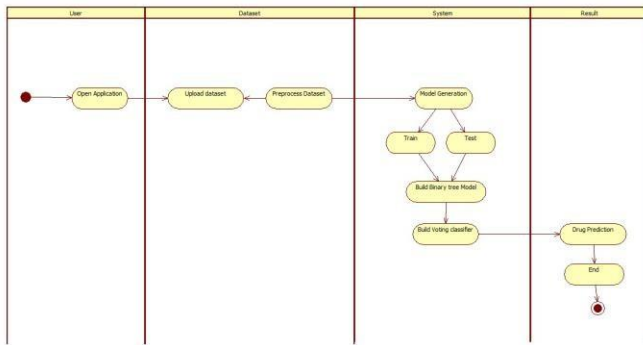 User
Dataset
System
Result
Open Application
Upload dataset
Preprocess Dataset
Model Generation
Train
Test
Build Binary tree Model
Build Voting classifier
Drug Prediction
End